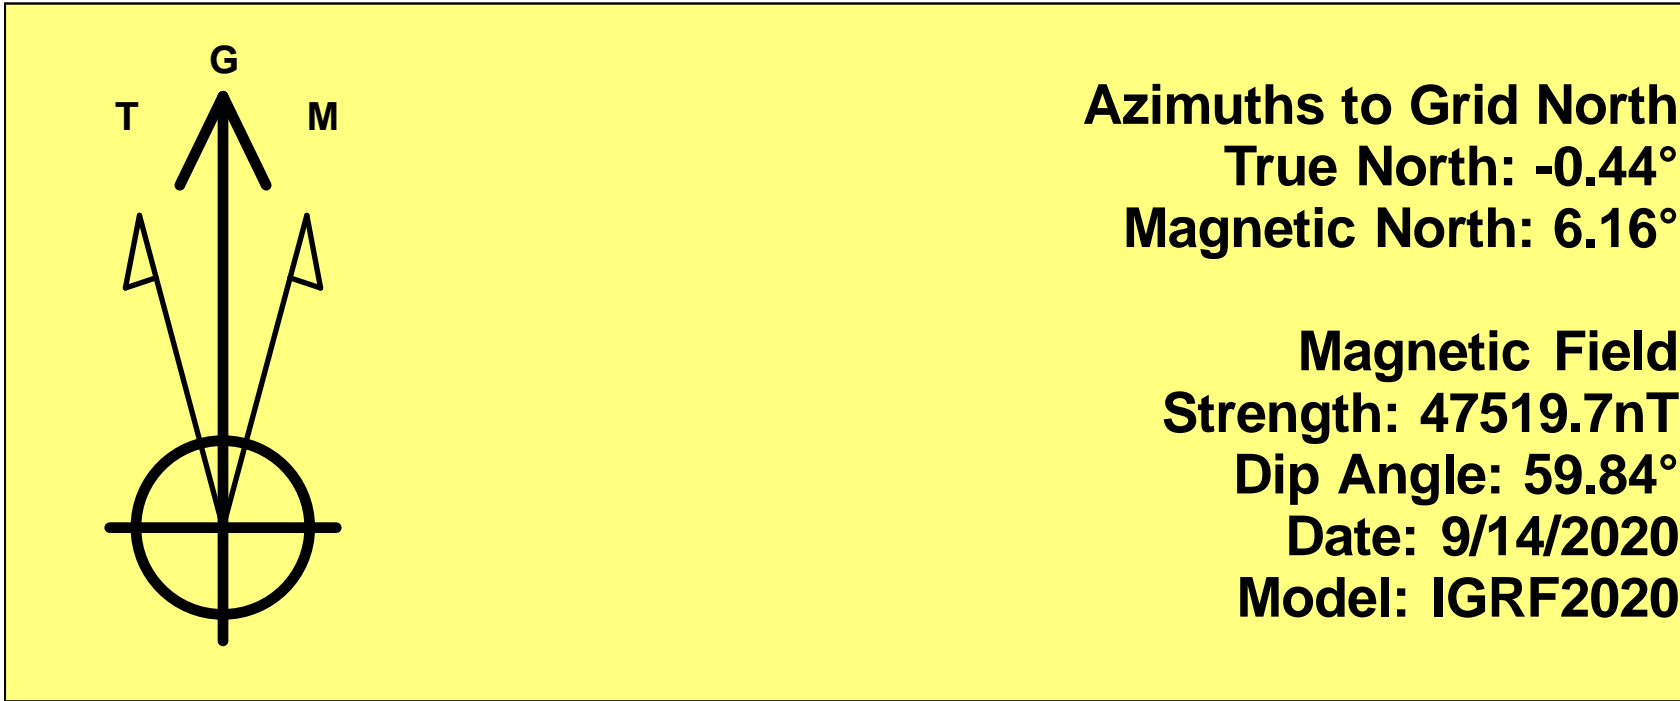 G
T
M
Azimuths to Grid North
True North: -0.44°
Magnetic North: 6.16°
Magnetic Field
Strength: 47519.7nT
Dip Angle: 59.84°
Date: 9/14/2020
Model: IGRF2020